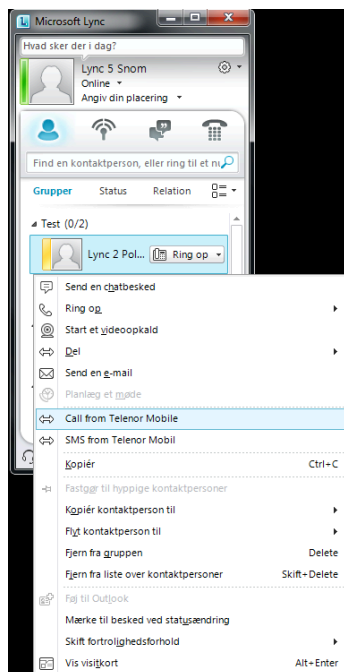 Microsoft Lync
Hvad sker der i dag?
Lync 5 Snom
Online
Angiv din placering
Find en kontaktperson, eller ring til et nu
Grupper Status Relation
Test (0/2)
Lync 2 Pol... Ring op
Send en chatbesked
Ring op
Start et videoopkald
Del
Send en e-mail
Planlæg et møde
Call from Telenor Mobile
SMS from Telenor Mobil
Kopiér Ctrl+C
Fastgør til hyppige kontaktpersoner
Kopiér kontaktperson til
Flyt kontaktperson til
Fjern fra gruppen Delete
Fjern fra liste over kontaktpersoner Skift+Delete
Føj til Outlook
Mærke til besked ved statusændring
Skift fortrolighedsforhold
Vis visitkort Alt+Enter